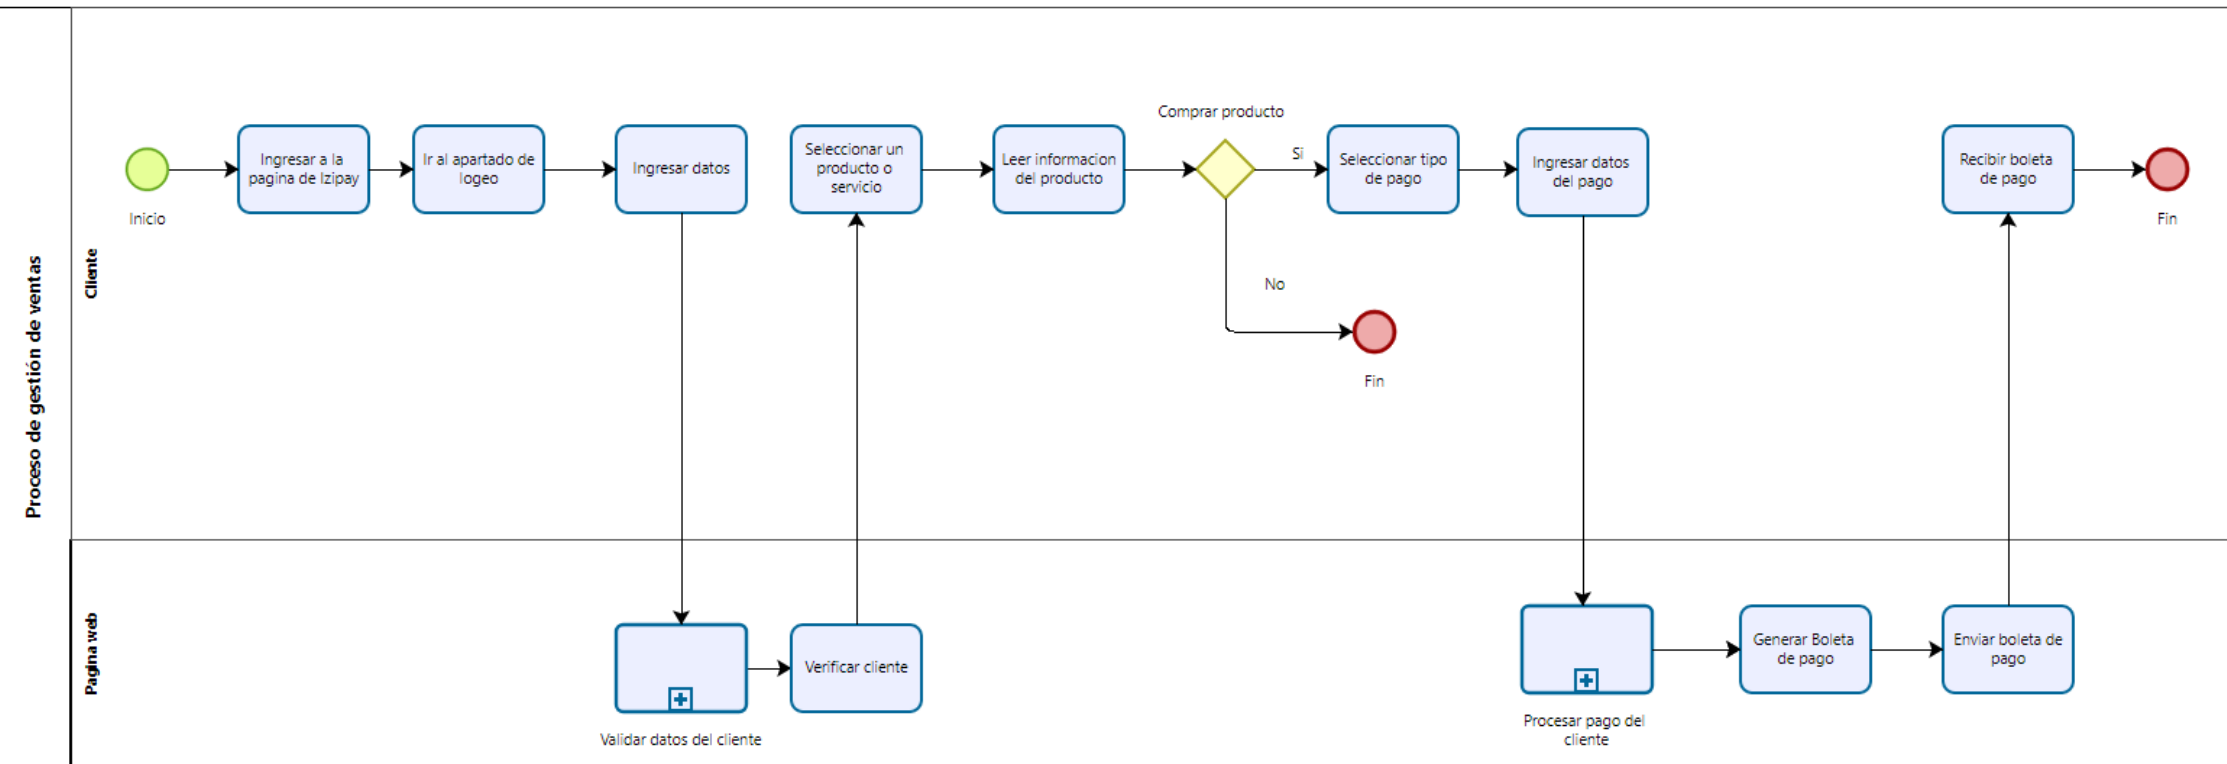 Proceso de gestión de ventas
Cliente
Inicio
Ingresar a la
pagina de Izipay
Ir al apartado de
logeo
Ingresar datos
Seleccionar un
producto o
servicio
Leer informacion
del producto
Comprar producto
Si
No
Fin
Seleccionar tipo
de pago
Ingresar datos
del pago
Recibir boleta
de pago
Fin
Pagina web
Validar datos del cliente
Verificar cliente
Procesar pago del
cliente
Generar Boleta
de pago
Enviar boleta de
pago